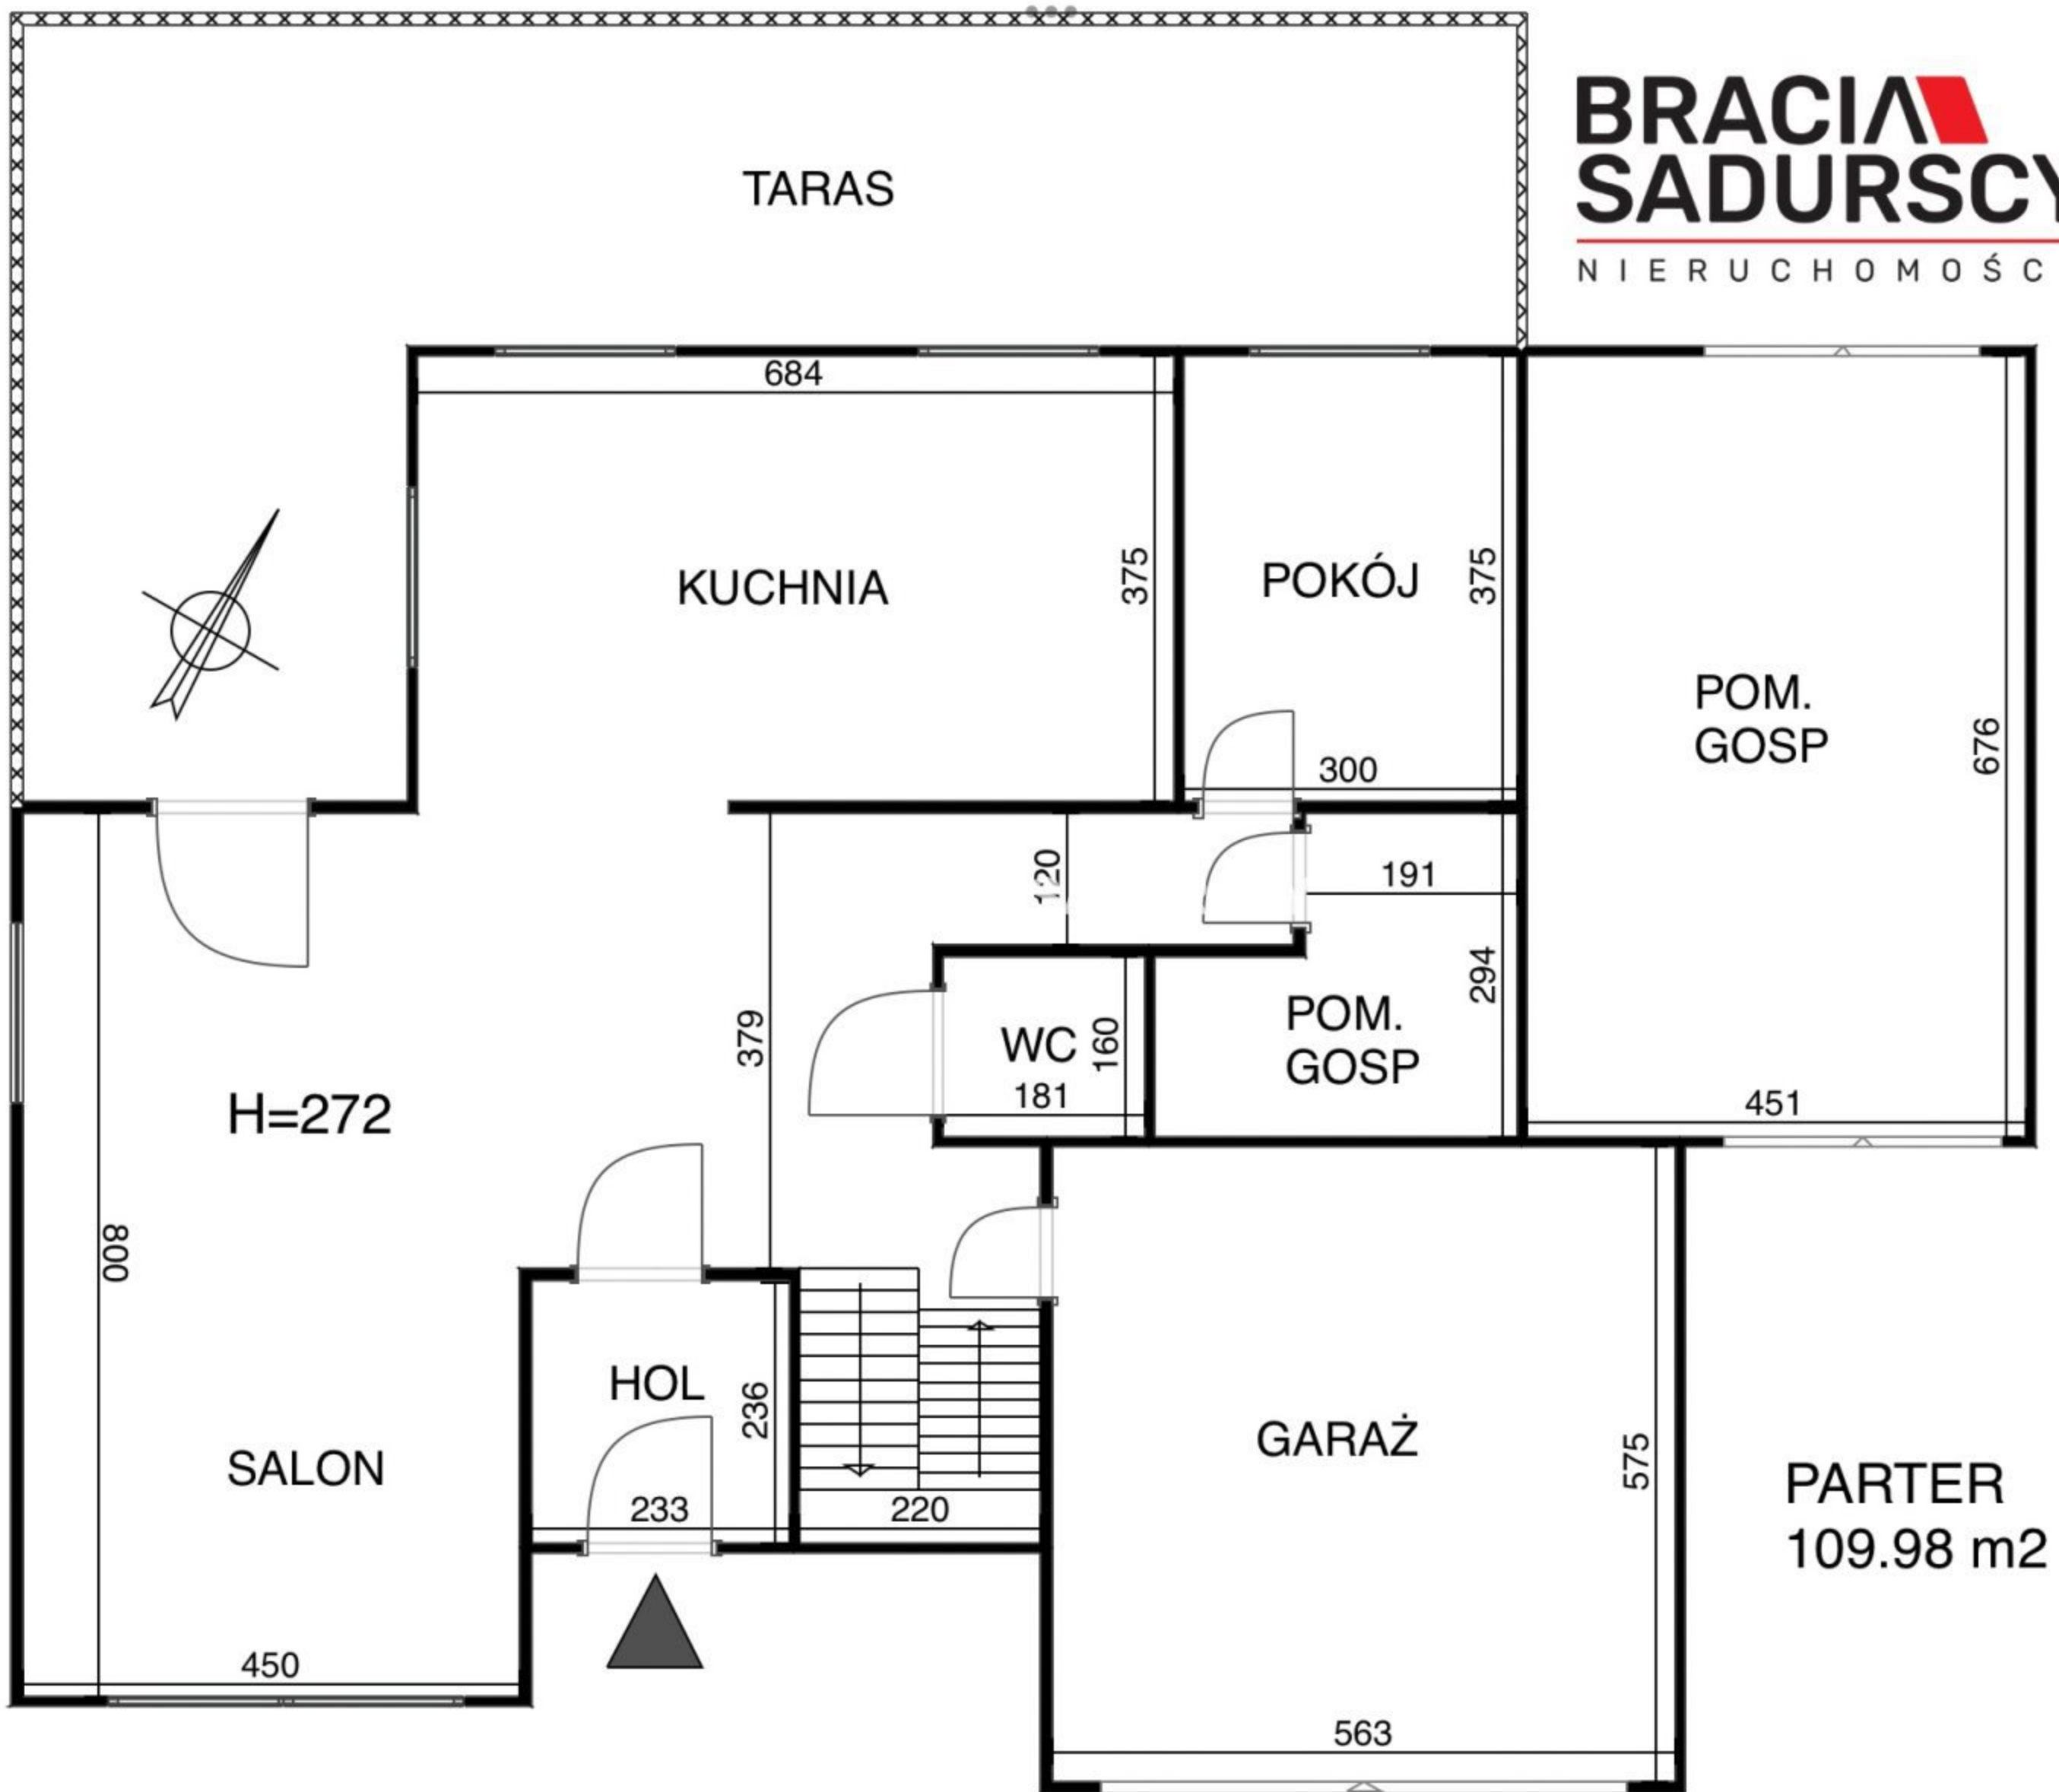 BRACIA
SADURSCY
NIERUCHOMOŚC
TARAS
684
KUCHNIA
375
POKÓJ
375
300
POM.
GOSP
676
451
120
191
294
379
WC
160
181
POM.
GOSP
H=272
800
SALON
450
HOL
236
233
220
GARAŻ
575
563
PARTER
109.98 m2